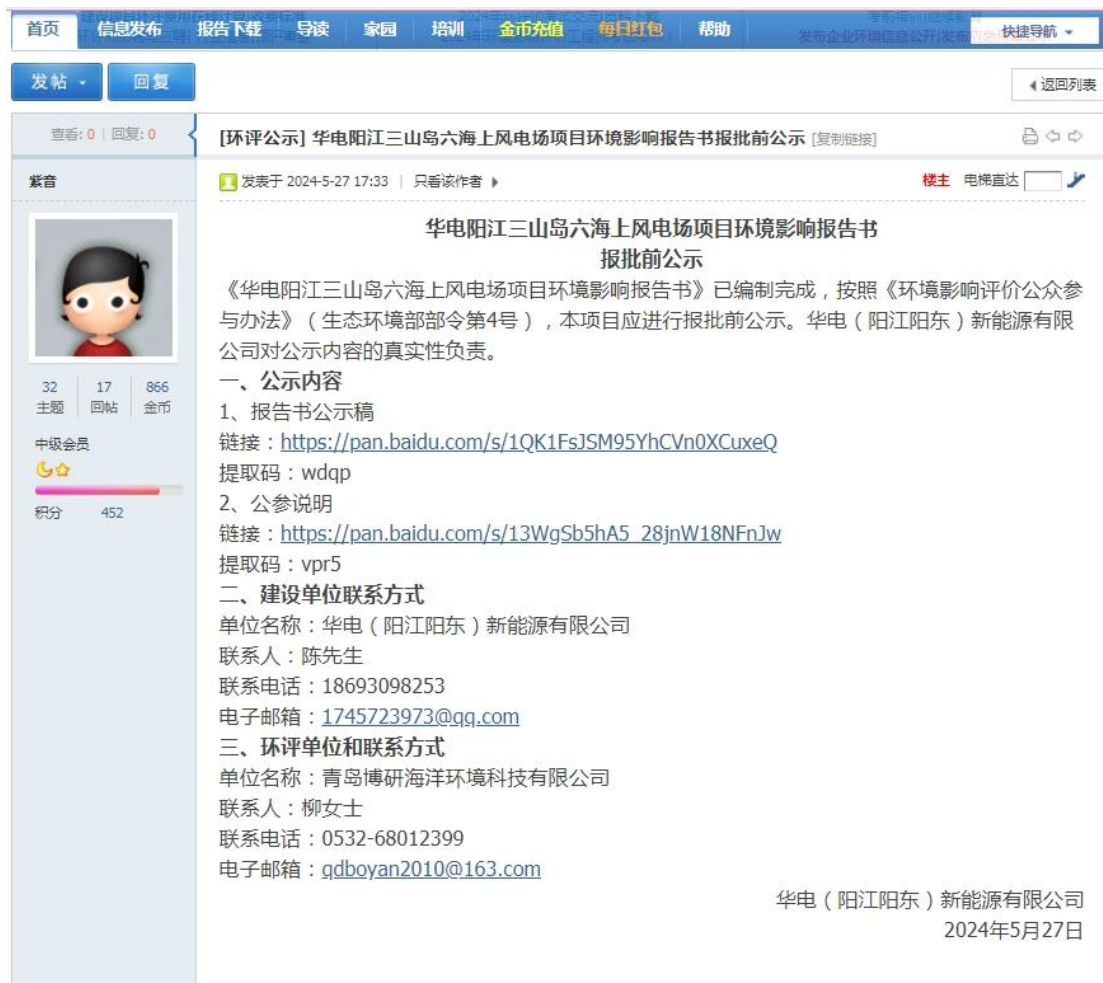 首页 信息发布 报告下载 导读 家园 培训 金币充值 每日红包 帮助 快捷导航
发帖 回复 返回列表
查看: 0 | 回复: 0 [环评公示] 华电阳江三山岛六海上风电场项目环境影响报告书报批前公示 [复制链接]
紫音 发表于 2024-5-27 17:33 | 只看该作者 楼主 电梯直达
华电阳江三山岛六海上风电场项目环境影响报告书
报批前公示
《华电阳江三山岛六海上风电场项目环境影响报告书》已编制完成，按照《环境影响评价公众参
与办法》（生态环境部部令第4号），本项目应进行报批前公示。华电（阳江阳东）新能源有限
公司对公示内容的真实性负责。
一、公示内容
1、报告书公示稿
链接：https://pan.baidu.com/s/1QK1FsJSM95YhCVn0XCuxeQ
提取码：wdqp
2、公参说明
链接：https://pan.baidu.com/s/13WgSb5hA5_28jnW18NFnJw
提取码：vpr5
二、建设单位联系方式
单位名称：华电（阳江阳东）新能源有限公司
联系人：陈先生
联系电话：18693098253
电子邮箱：1745723973@qq.com
三、环评单位和联系方式
单位名称：青岛博研海洋环境科技有限公司
联系人：柳女士
联系电话：0532-68012399
电子邮箱：qdboyan2010@163.com
华电（阳江阳东）新能源有限公司
2024年5月27日
32 17 866
主题 回帖 金币
中级会员
积分 452